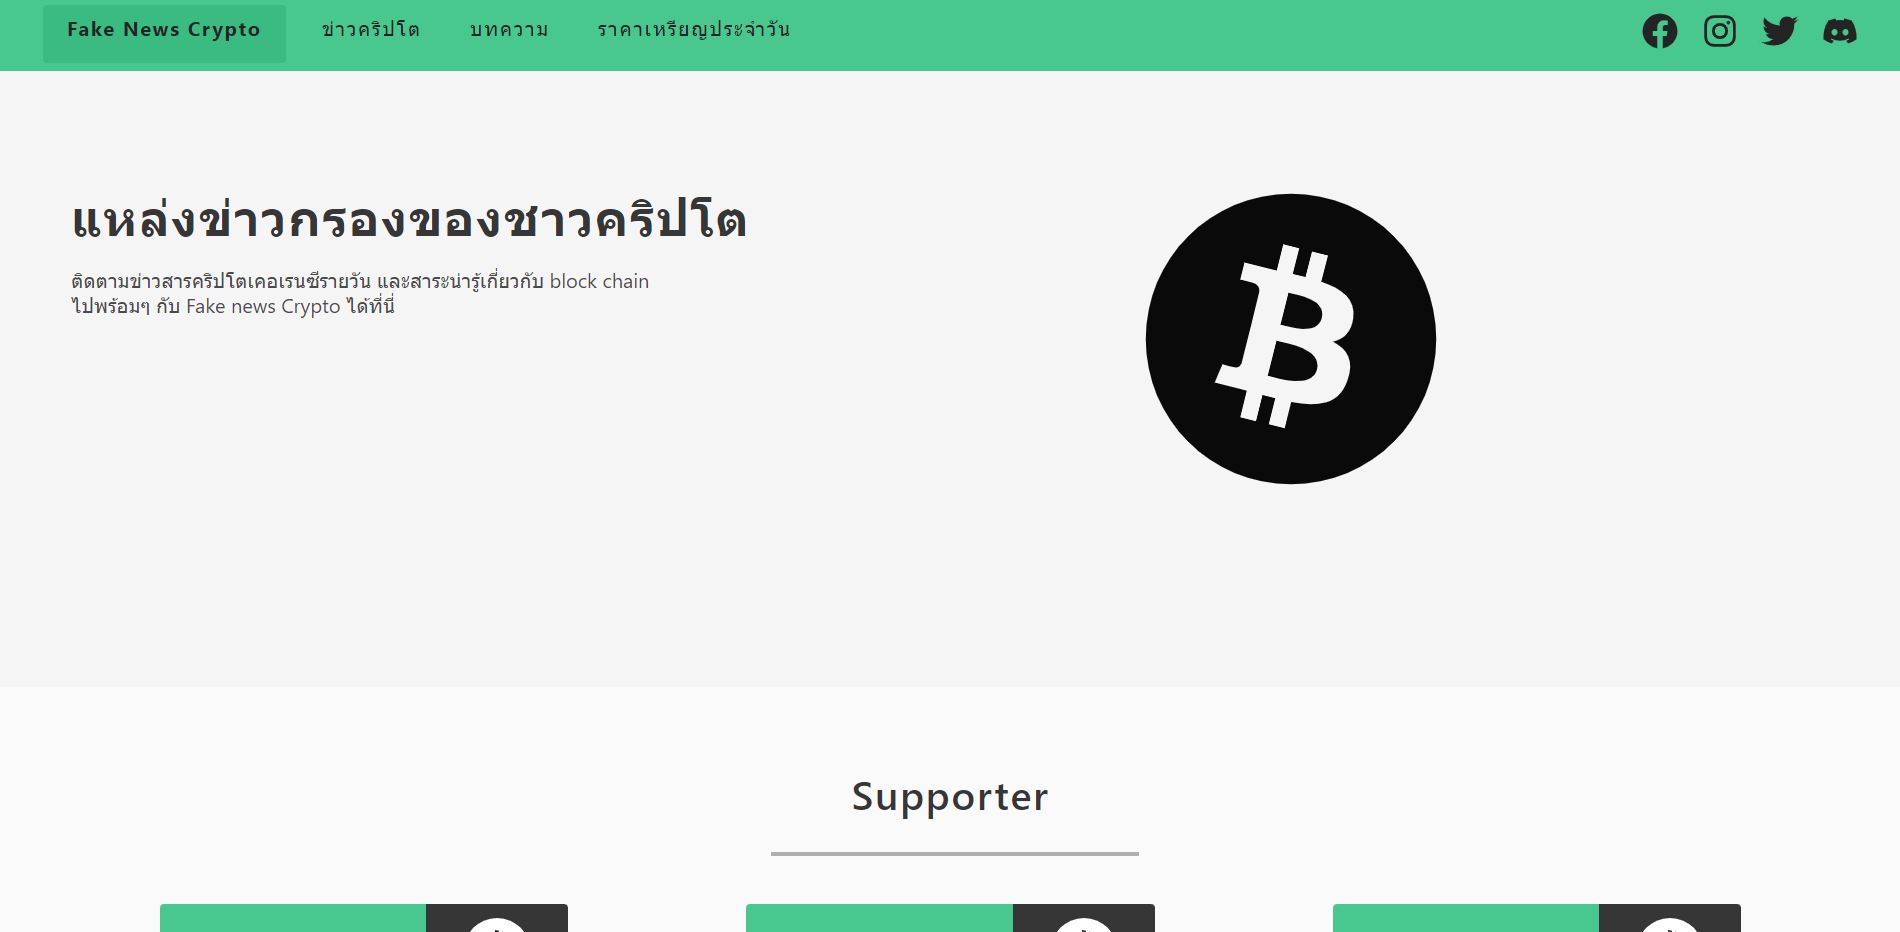 Fake News Crypto
ข่าวคริปโต
บทความ
ราคาเหรียญประจำวัน
แหล่งข่าวกรองของชาวคริปโต
ติดตามข่าวสารคริปโตเคอเรนซีรายวัน และสาระน่ารู้เกี่ยวกับ block chain
ไปพร้อมๆ กับ Fake news Crypto ได้ที่นี่
Supporter